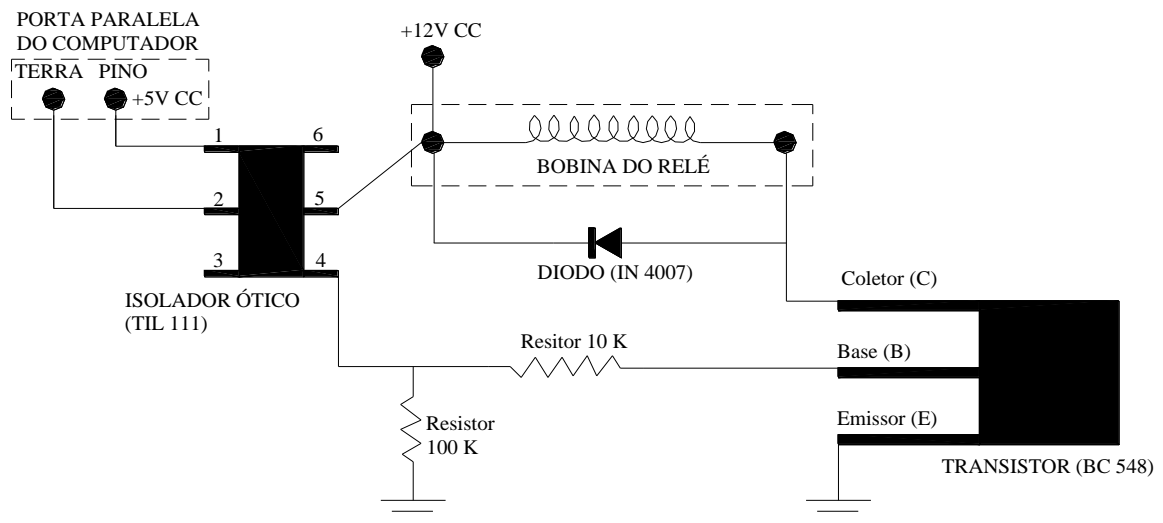 PORTA PARALELA
DO COMPUTADOR
TERRA PINO
+5V CC
+12V CC
1 6
2 5
3 4
BOBINA DO RELÉ
DIODO (IN 4007)
ISOLADOR ÓTICO
(TIL 111)
Coletor (C)
Resitor 10 K
Base (B)
Resistor
100 K
Emissor (E)
TRANSISTOR (BC 548)